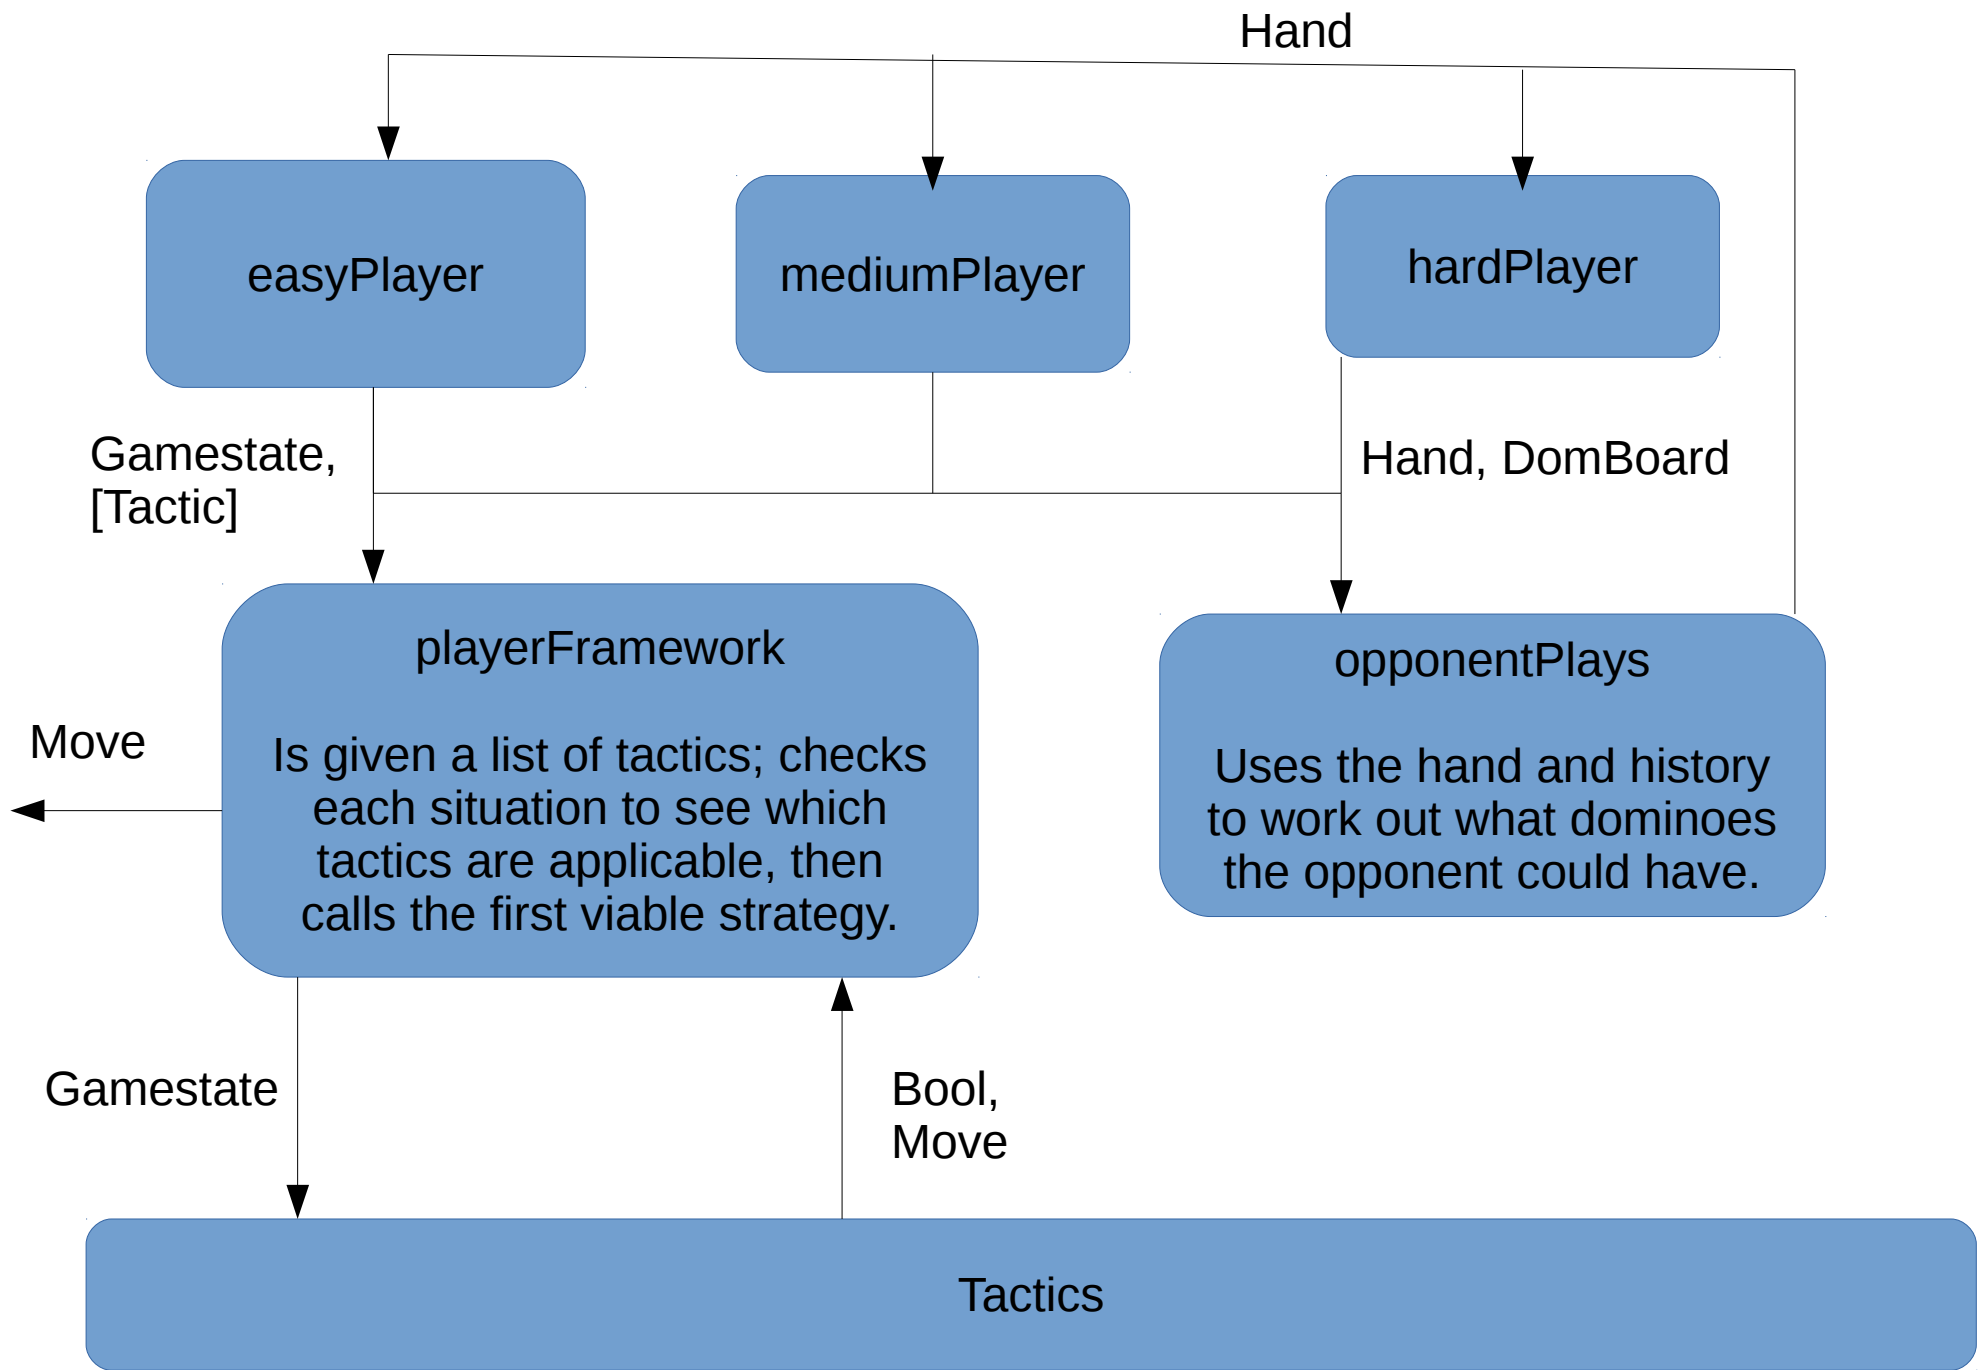 Hand
easyPlayer
mediumPlayer
hardPlayer
Gamestate,
[Tactic]
Hand, DomBoard
playerFramework
Is given a list of tactics; checks
each situation to see which
tactics are applicable, then
calls the first viable strategy.
opponentPlays
Uses the hand and history
to work out what dominoes
the opponent could have.
Move
Gamestate
Bool,
Move
Tactics